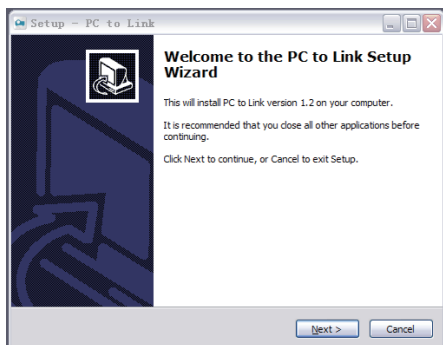 Setup - PC to Link
Welcome to the PC to Link Setup
Wizard
This will install PC to Link version 1.2 on your computer.
It is recommended that you close all other applications before
continuing.
Click Next to continue, or Cancel to exit Setup.
Next > Cancel